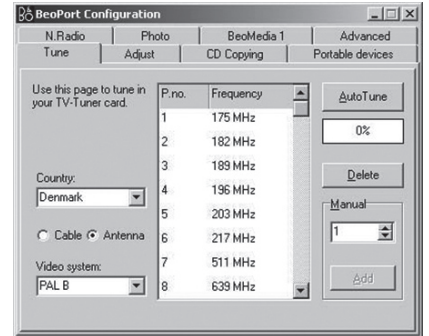 BeoPort Configuration
N.Radio Photo BeoMedia 1 Advanced
Tune Adjust CD Copying Portable devices
Use this page to tune in
your TV-Tuner card.
P.no. Frequency
1 175 MHz
2 182 MHz
3 189 MHz
4 196 MHz
5 203 MHz
6 217 MHz
7 511 MHz
8 639 MHz
Country:
Denmark
Cable Antenna
Video system:
PAL B
AutoTune
0%
Delete
Manual
1
Add